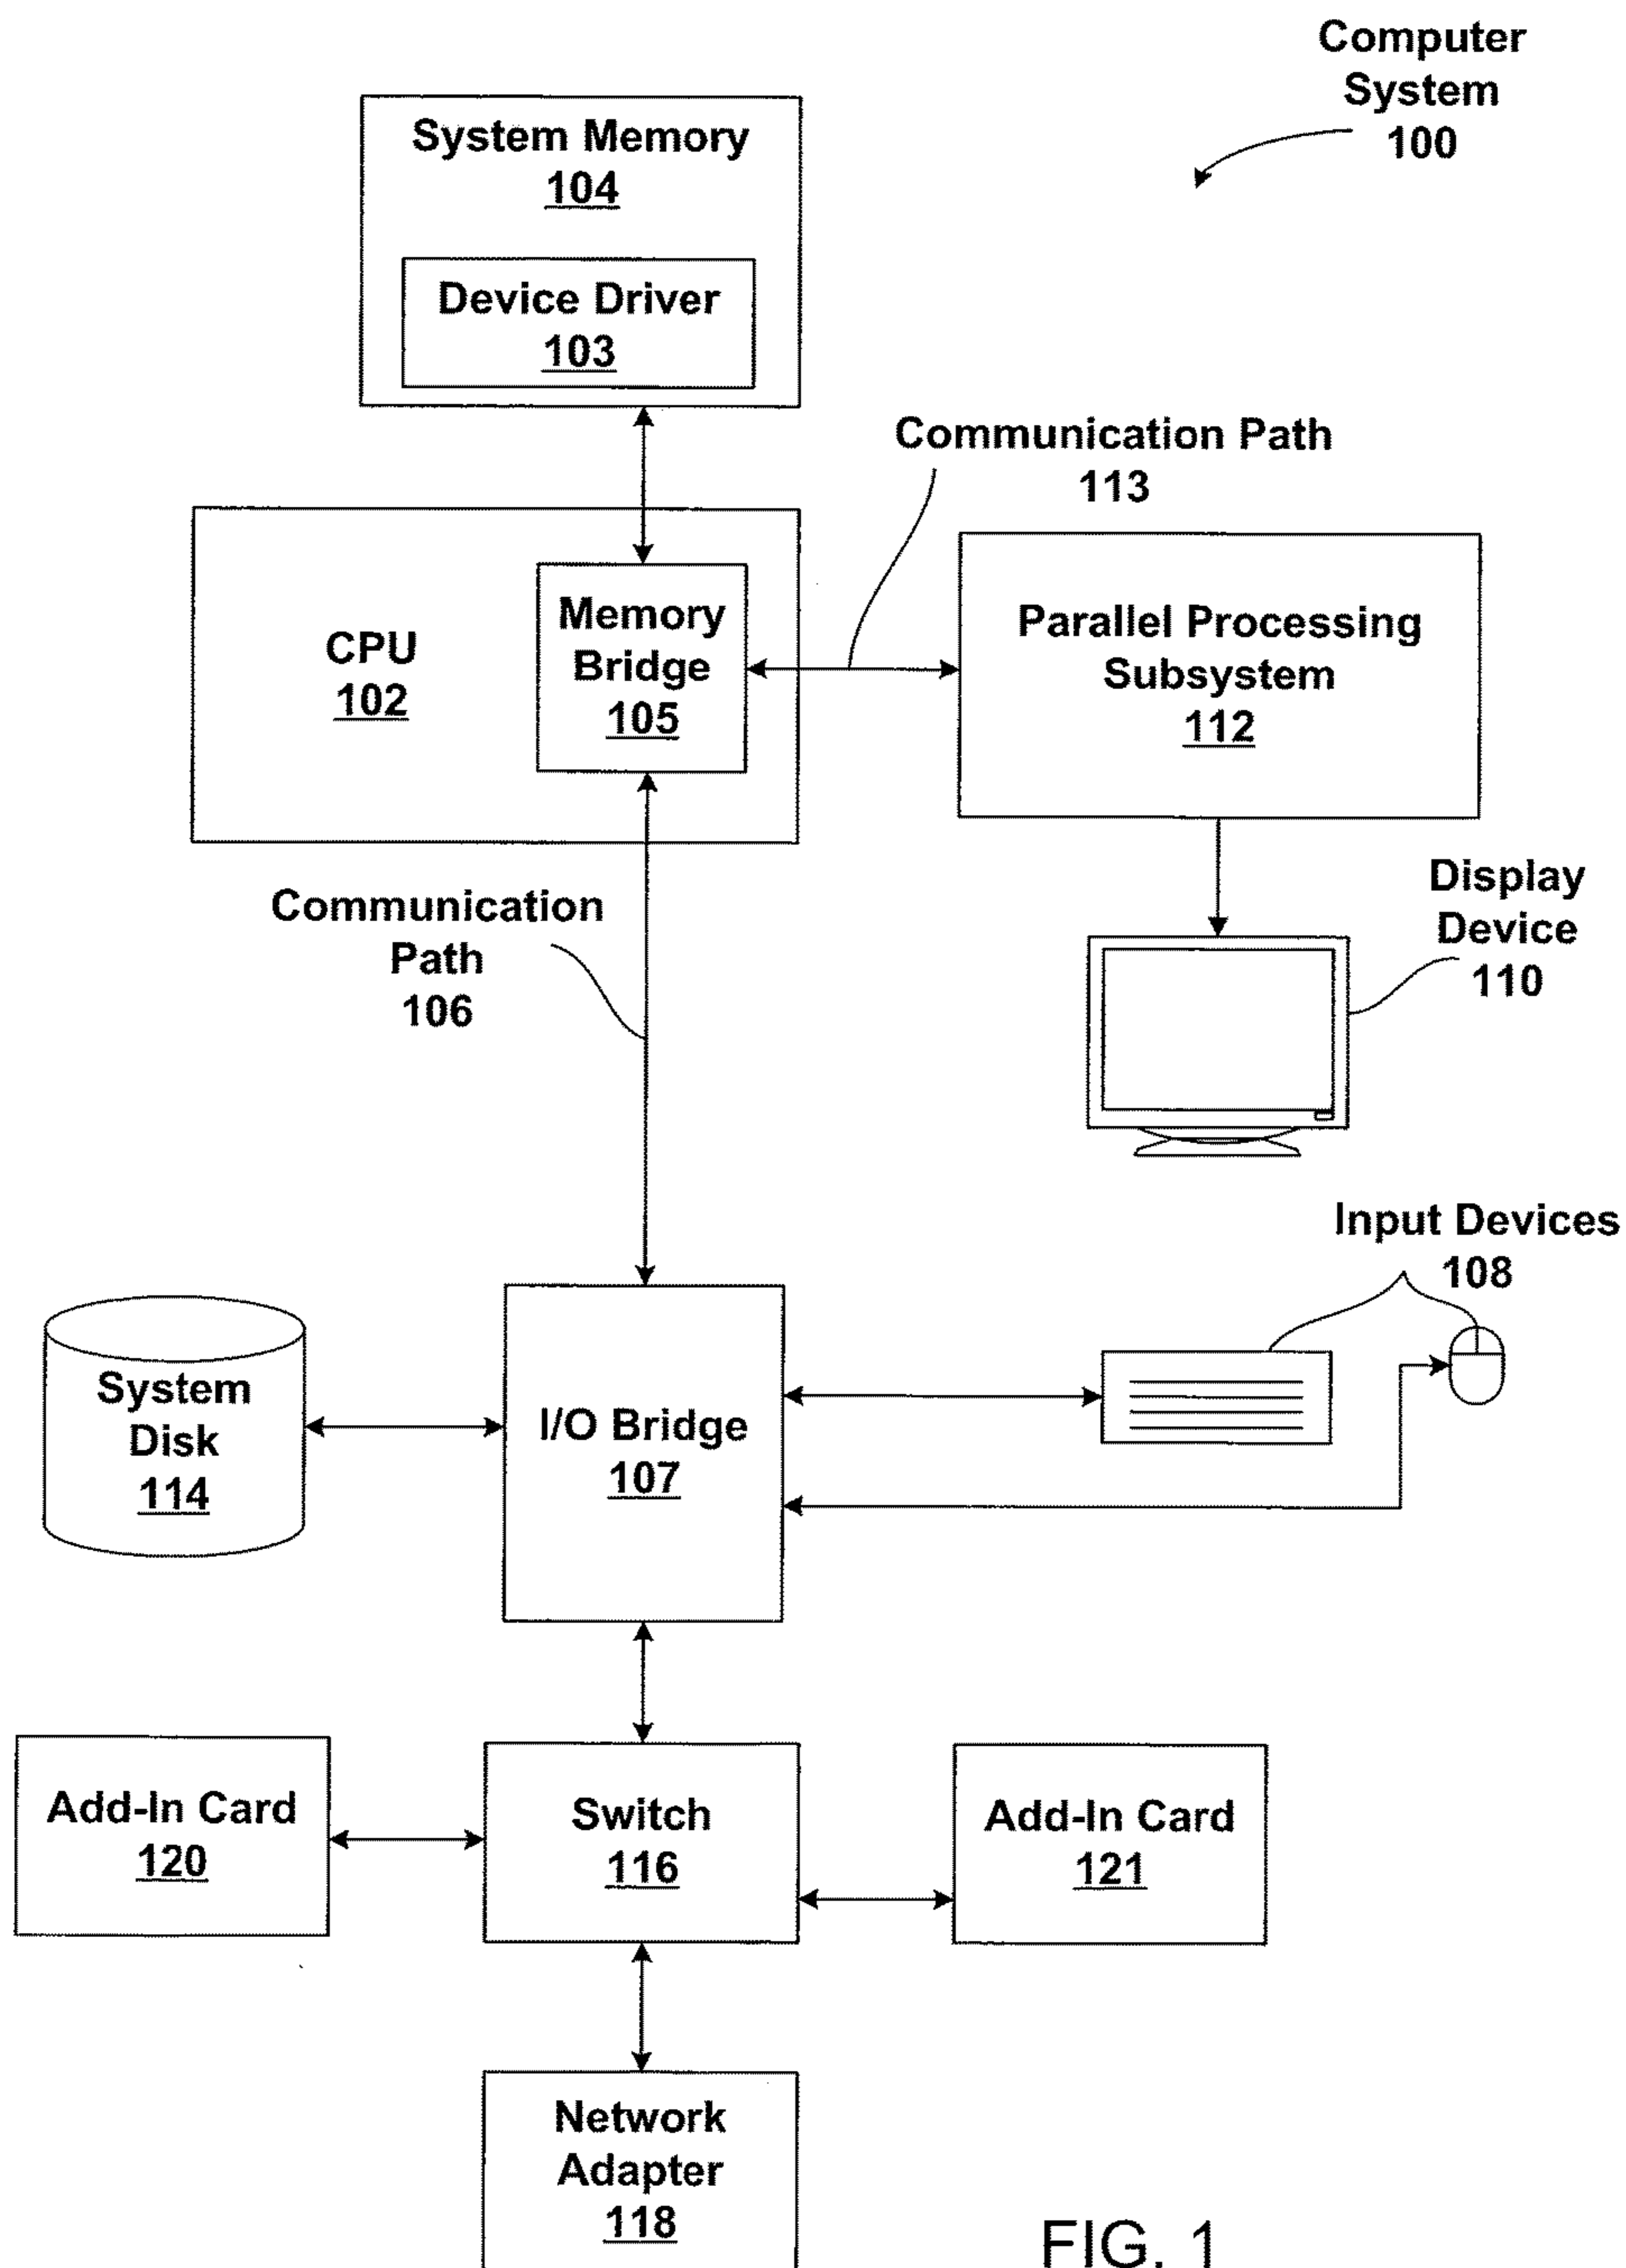 Computer
System
100
System Memory
104
Device Driver
103
Communication Path
113
CPU
102
Memory
Bridge
105
Parallel Processing
Subsystem
112
Communication
Path
106
Display
Device
110
Input Devices
108
System
Disk
114
I/O Bridge
107
Add-In Card
120
Switch
116
Add-In Card
121
Network
Adapter
118
FIG. 1